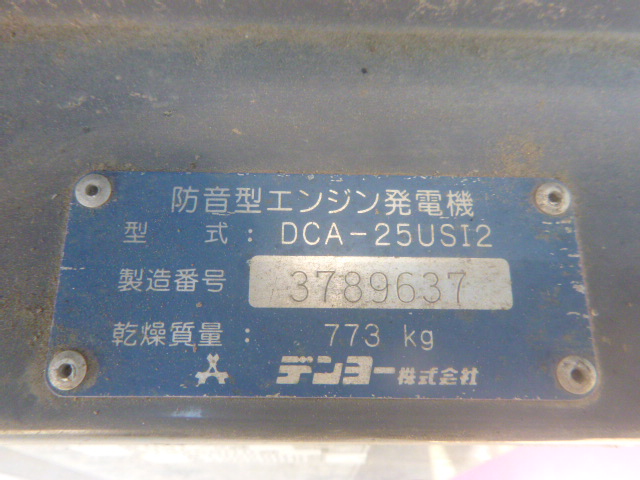 防音型エンジン発電機
型式: DCA-25USI2
製造番号 3789637
乾燥質量: 773 kg
デンヨー株式会社